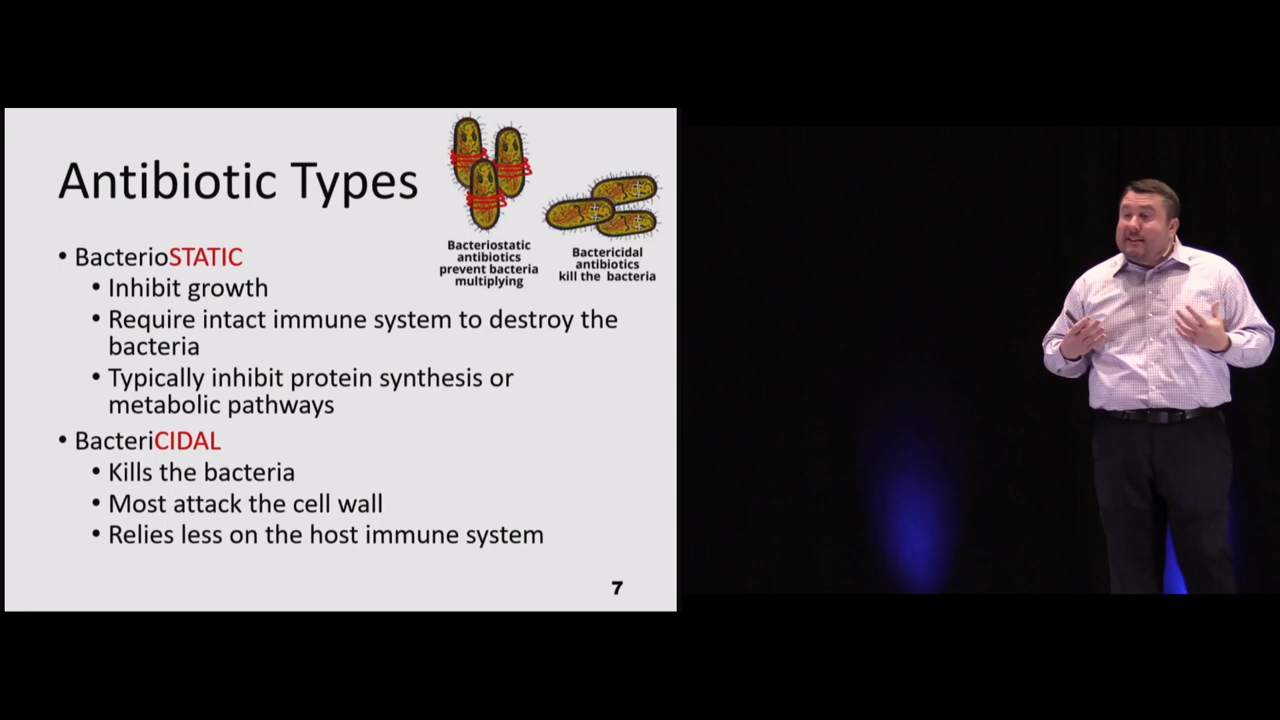 Antibiotic Types
Bacteriostatic
antibiotics
prevent bacteria
multiplying
Bactericidal
antibiotics
kill the bacteria
• BacterioSTATIC
• Inhibit growth
• Require intact immune system to destroy the
bacteria
• Typically inhibit protein synthesis or
metabolic pathways
• BacteriCIDAL
• Kills the bacteria
• Most attack the cell wall
• Relies less on the host immune system
7